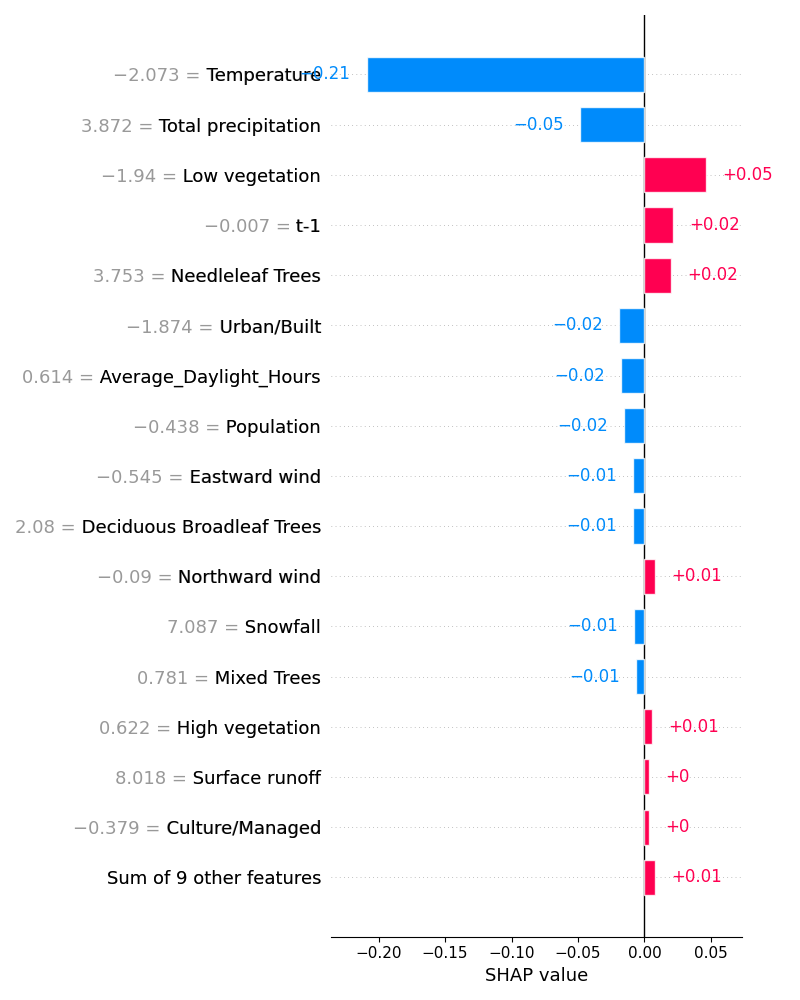 −2.073 = Temperature −0.21
3.872 = Total precipitation −0.05
−1.94 = Low vegetation +0.05
−0.007 = t-1 +0.02
3.753 = Needleleaf Trees +0.02
−1.874 = Urban/Built −0.02
0.614 = Average_Daylight_Hours −0.02
−0.438 = Population −0.02
−0.545 = Eastward wind −0.01
2.08 = Deciduous Broadleaf Trees −0.01
−0.09 = Northward wind +0.01
7.087 = Snowfall −0.01
0.781 = Mixed Trees −0.01
0.622 = High vegetation +0.01
8.018 = Surface runoff +0
−0.379 = Culture/Managed +0
Sum of 9 other features +0.01
−0.20 −0.15 −0.10 −0.05 0.00 0.05
SHAP value